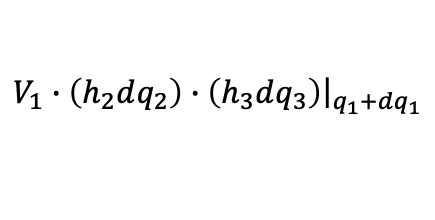 V₁ · (h₂dq₂) · (h₃dq₃)|q₁+dq₁